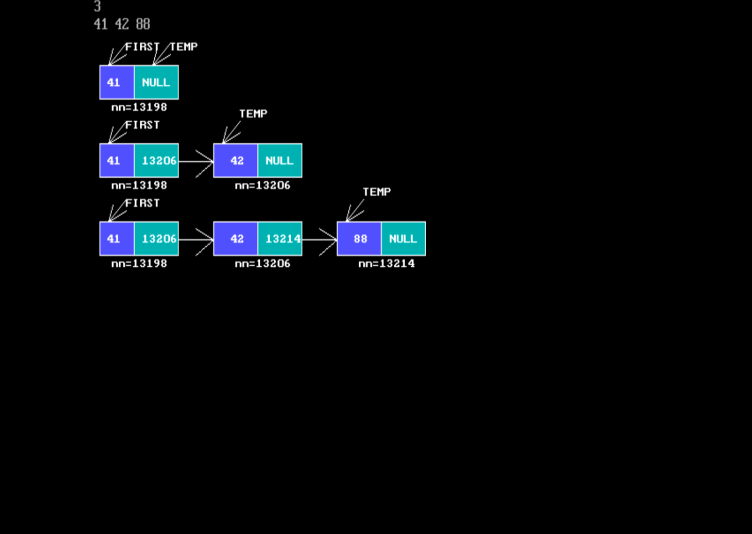 3
41 42 88
FIRST TEMP
41 NULL
nn=13198
TEMP
FIRST
41 13206 42 NULL
nn=13198 nn=13206
TEMP
FIRST
41 13206 42 13214 88 NULL
nn=13198 nn=13206 nn=13214